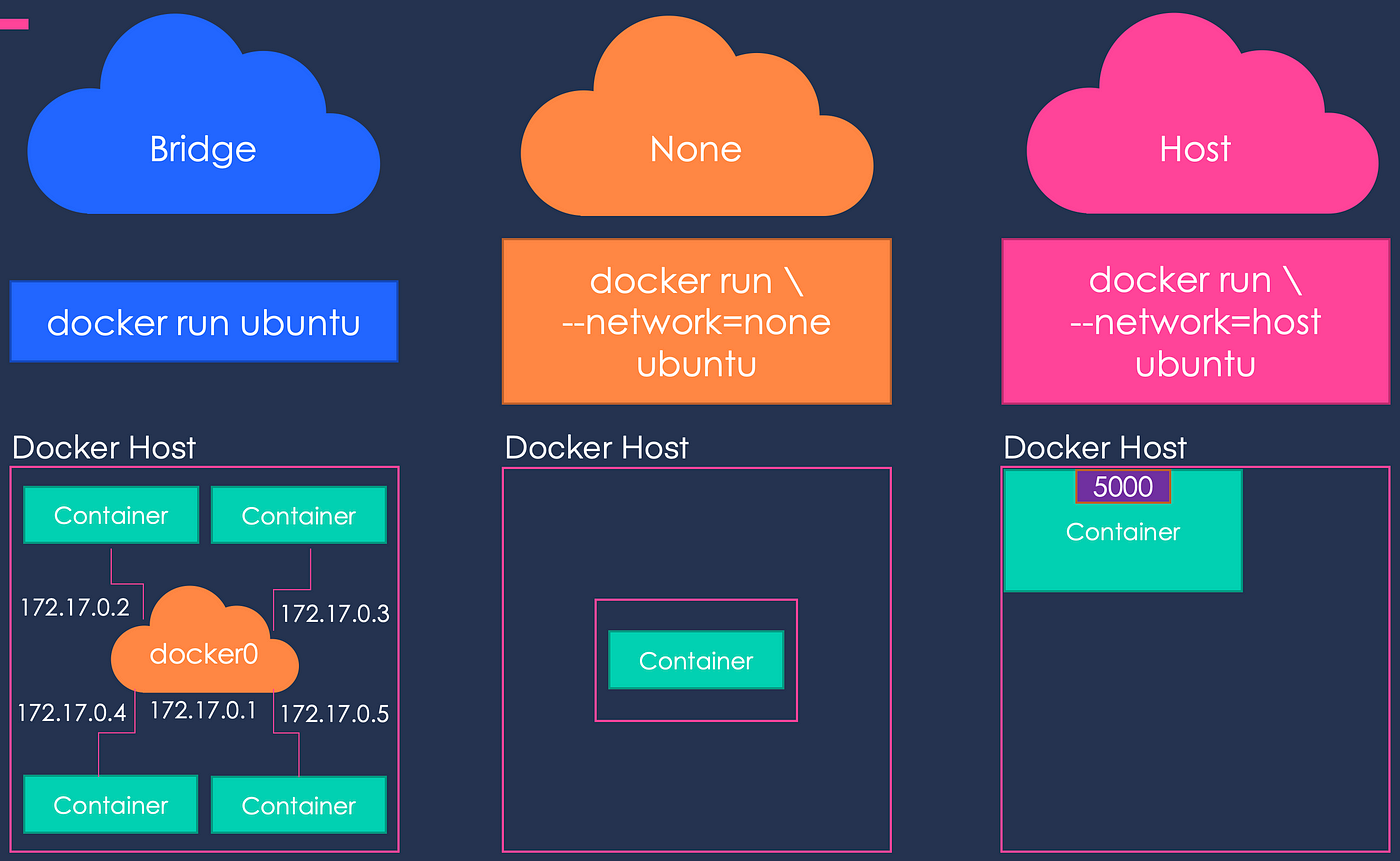 Bridge
docker run ubuntu
Docker Host
Container
Container
172.17.0.2
172.17.0.3
docker0
172.17.0.4
172.17.0.1
172.17.0.5
Container
Container
None
docker run \
--network=none
ubuntu
Docker Host
Container
Host
docker run \
--network=host
ubuntu
Docker Host
5000
Container